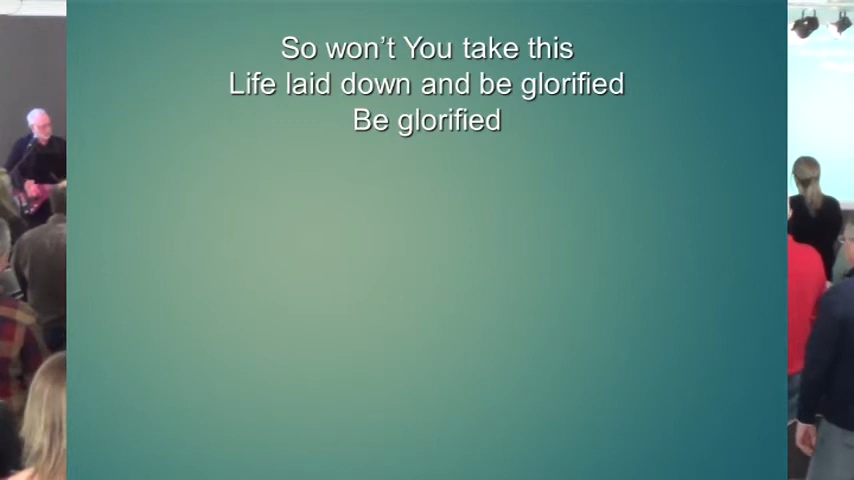 So won't You take this
Life laid down and be glorified
Be glorified